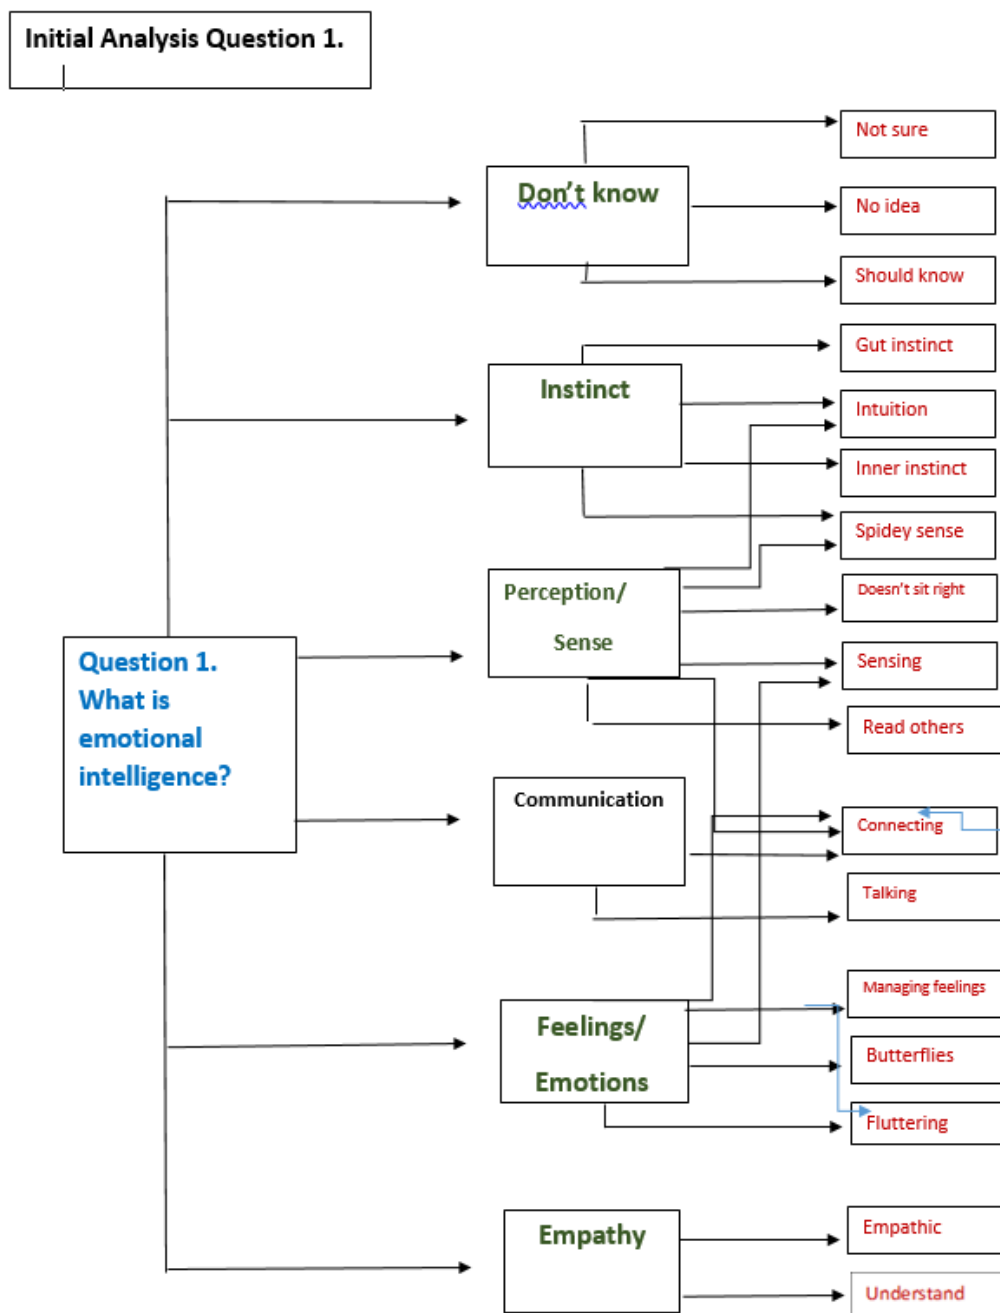 Initial Analysis Question 1.
Not sure
Don't know
No idea
Should know
Gut instinct
Instinct
Intuition
Inner instinct
Spidey sense
Perception/
Sense
Doesn't sit right
Sensing
Read others
Question 1.
What is
emotional
intelligence?
Communication
Connecting
Talking
Managing feelings
Feelings/
Emotions
Butterflies
Fluttering
Empathy
Empathic
Understand